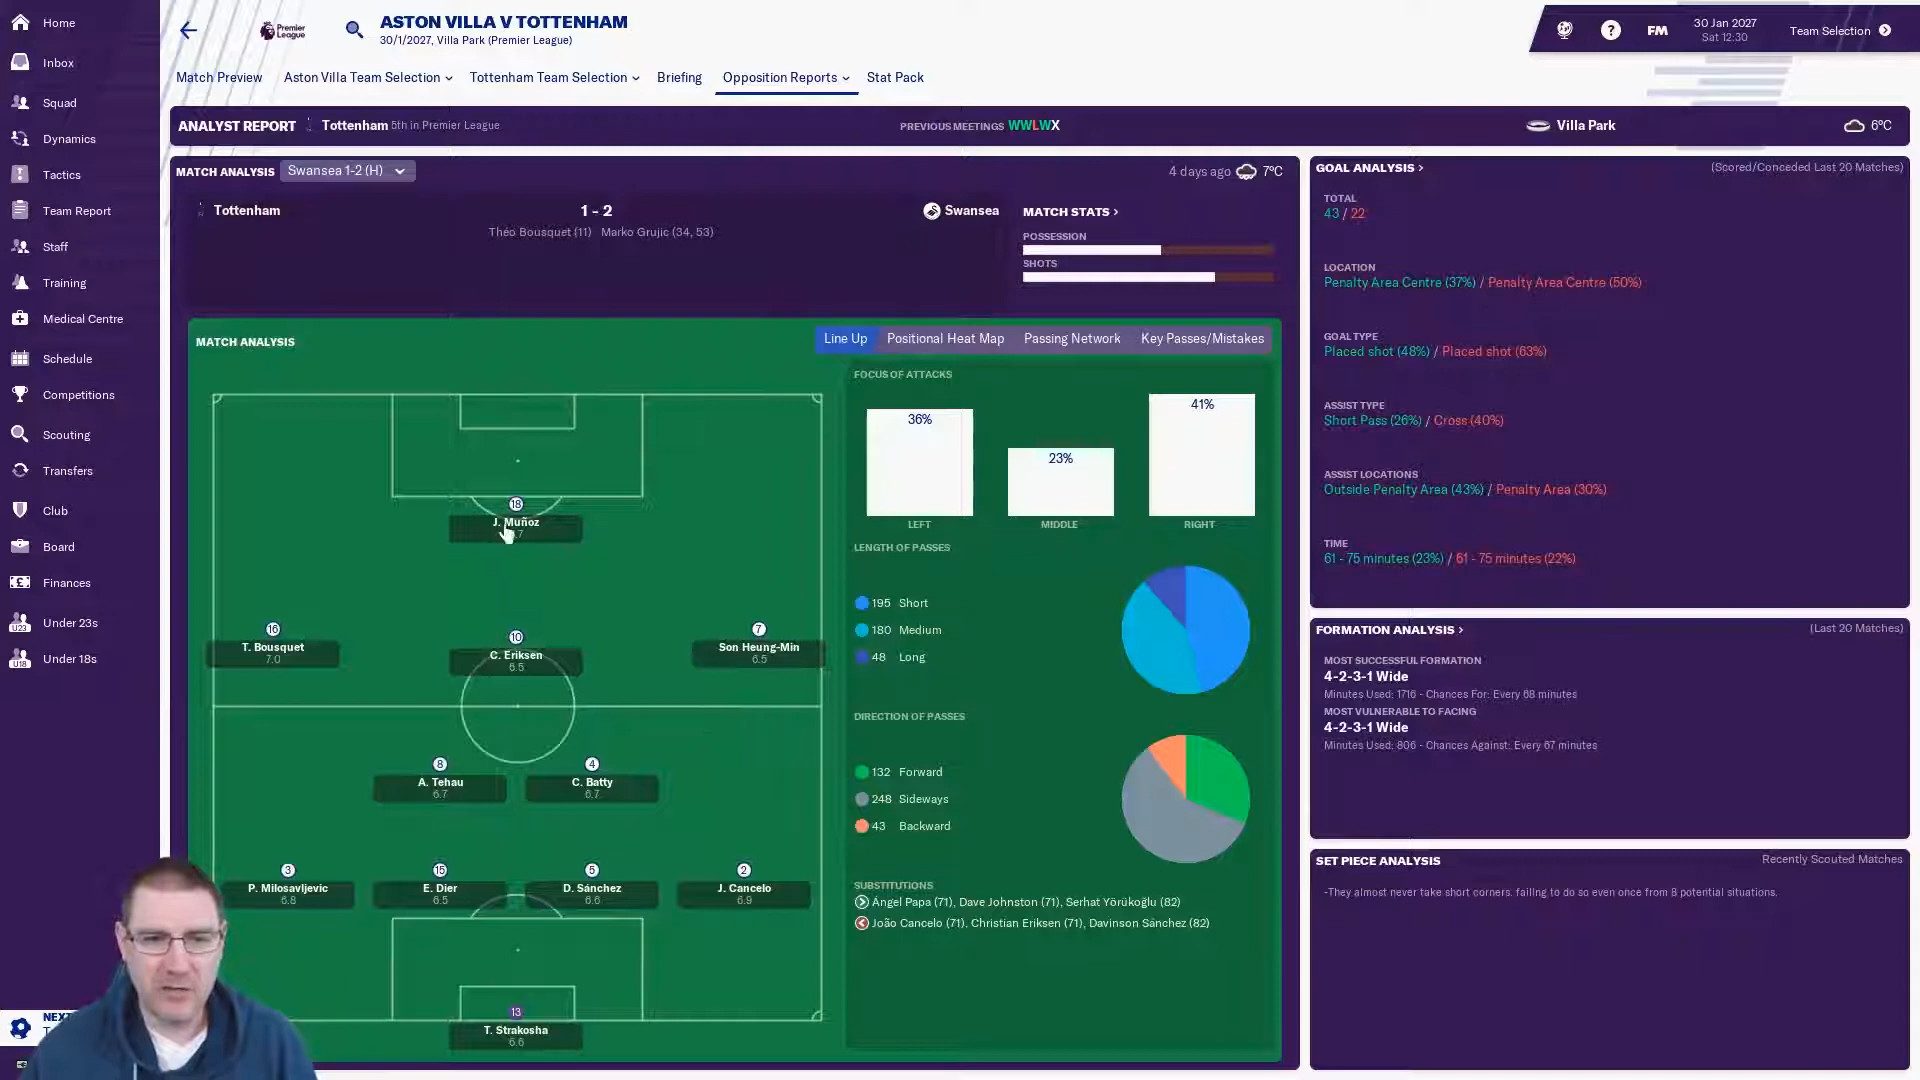 Home
Inbox
Squad
Dynamics
Tactics
Team Report
Staff
Training
Medical Centre
Schedule
Competitions
Scouting
Transfers
Club
Board
Finances
U23 Under 23s
U18 Under 18s
NEX
Premier League
ASTON VILLA V TOTTENHAM
30/1/2027, Villa Park (Premier League)
FM
30 Jan 2027
Sat 12:30
Team Selection
Match Preview Aston Villa Team Selection Tottenham Team Selection Briefing Opposition Reports Stat Pack
ANALYST REPORT Tottenham 5th in Premier League PREVIOUS MEETINGS WWLWX Villa Park 6ºC
MATCH ANALYSIS Swansea 1-2 (H) 4 days ago 7ºC
Tottenham 1 - 2 Swansea
Théo Bousquet (11) Marko Grujic (34, 53)
MATCH STATS >
POSSESSION
SHOTS
MATCH ANALYSIS
Line Up Positional Heat Map Passing Network Key Passes/Mistakes
18
J. Muñoz
16
T. Bousquet
7.0
10
C. Eriksen
6.5
7
Son Heung-Min
6.5
8
A. Tehau
6.7
4
C. Batty
6.7
3
P. Milosavljevic
6.8
15
E. Dier
6.5
5
D. Sánchez
6.6
2
J. Cancelo
6.9
13
T. Strakosha
6.6
FOCUS OF ATTACKS
36% 23% 41%
LEFT MIDDLE RIGHT
LENGTH OF PASSES
195 Short
180 Medium
48 Long
DIRECTION OF PASSES
132 Forward
248 Sideways
43 Backward
SUBSTITUTIONS
Ángel Papa (71), Dave Johnston (71), Serhat Yörükoğlu (82)
João Cancelo (71), Christian Eriksen (71), Davinson Sánchez (82)
GOAL ANALYSIS > (Scored/Conceded Last 20 Matches)
TOTAL
43 / 22
LOCATION
Penalty Area Centre (37%) / Penalty Area Centre (50%)
GOAL TYPE
Placed shot (48%) / Placed shot (63%)
ASSIST TYPE
Short Pass (26%) / Cross (40%)
ASSIST LOCATIONS
Outside Penalty Area (43%) / Penalty Area (30%)
TIME
61 - 75 minutes (23%) / 61 - 75 minutes (22%)
FORMATION ANALYSIS > (Last 20 Matches)
MOST SUCCESSFUL FORMATION
4-2-3-1 Wide
Minutes Used: 1716 - Chances For: Every 68 minutes
MOST VULNERABLE TO FACING
4-2-3-1 Wide
Minutes Used: 806 - Chances Against: Every 67 minutes
SET PIECE ANALYSIS Recently Scouted Matches
-They almost never take short corners, failing to do so even once from 8 potential situations.